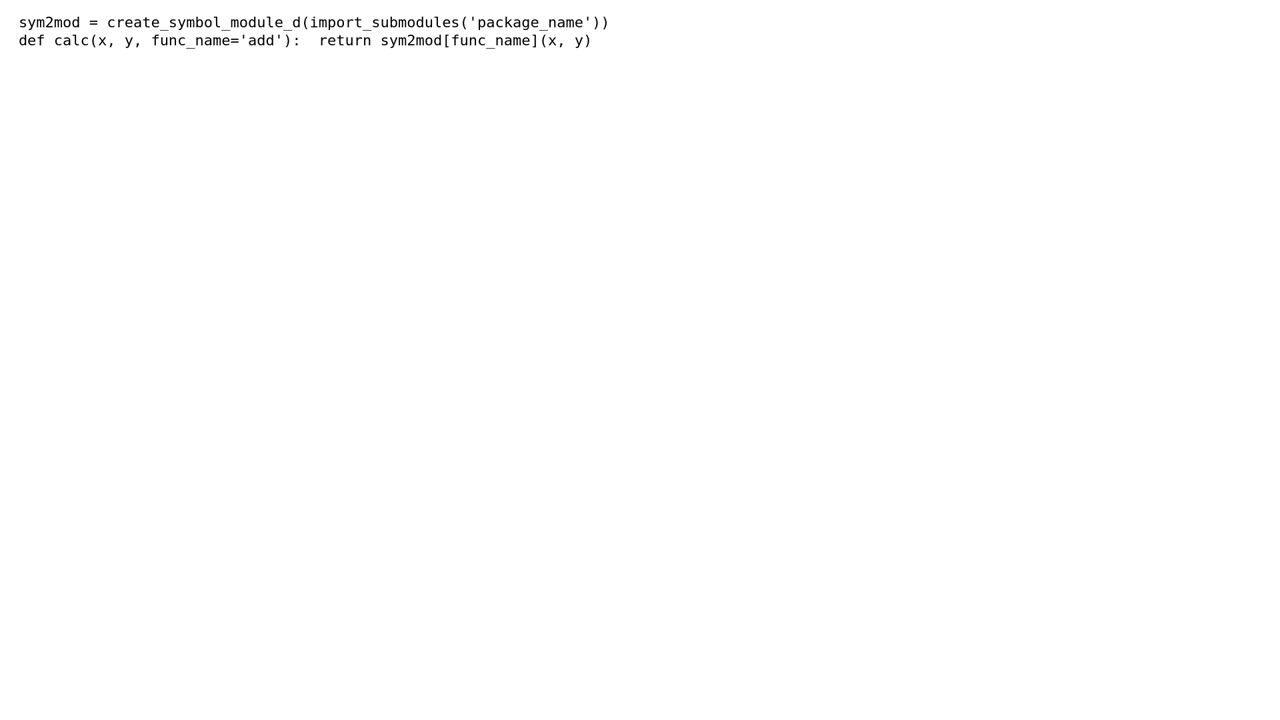 sym2mod = create_symbol_module_d(import_submodules('package_name'))
def calc(x, y, func_name='add'):  return sym2mod[func_name](x, y)